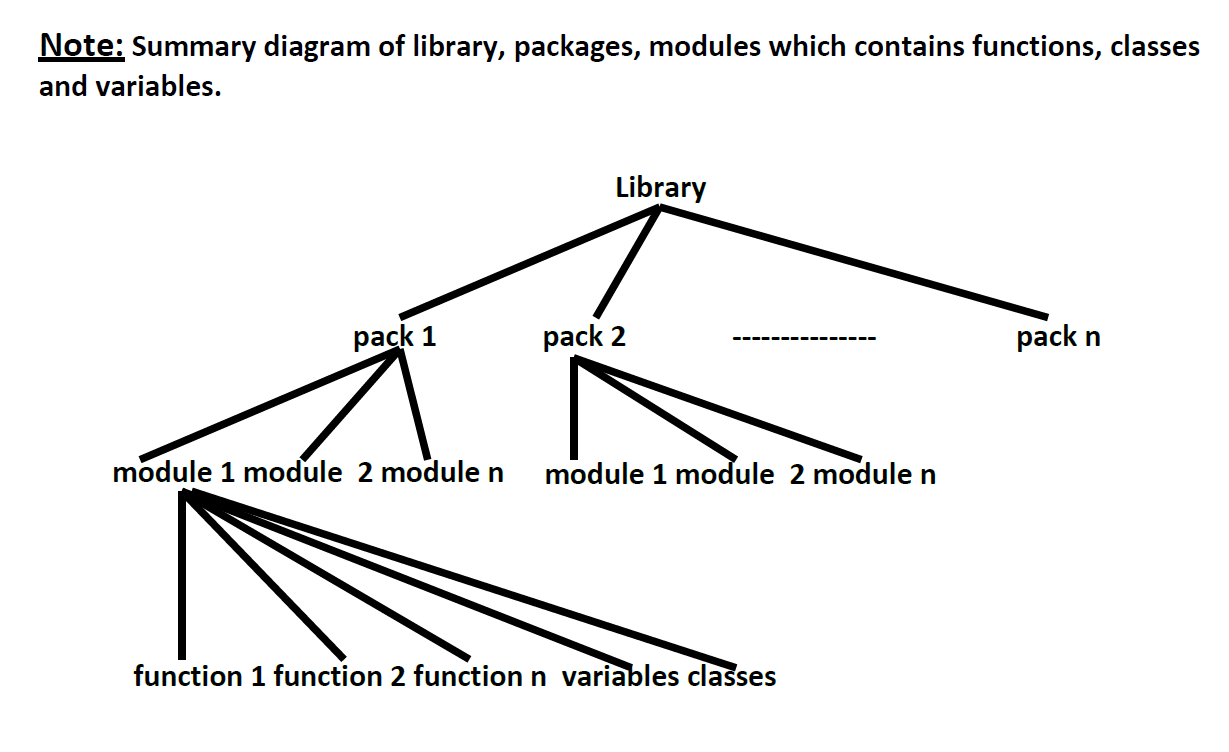 Note: Summary diagram of library, packages, modules which contains functions, classes
and variables.
Library
pack 1 pack 2 --------------- pack n
module 1 module 2 module n module 1 module 2 module n
function 1 function 2 function n variables classes